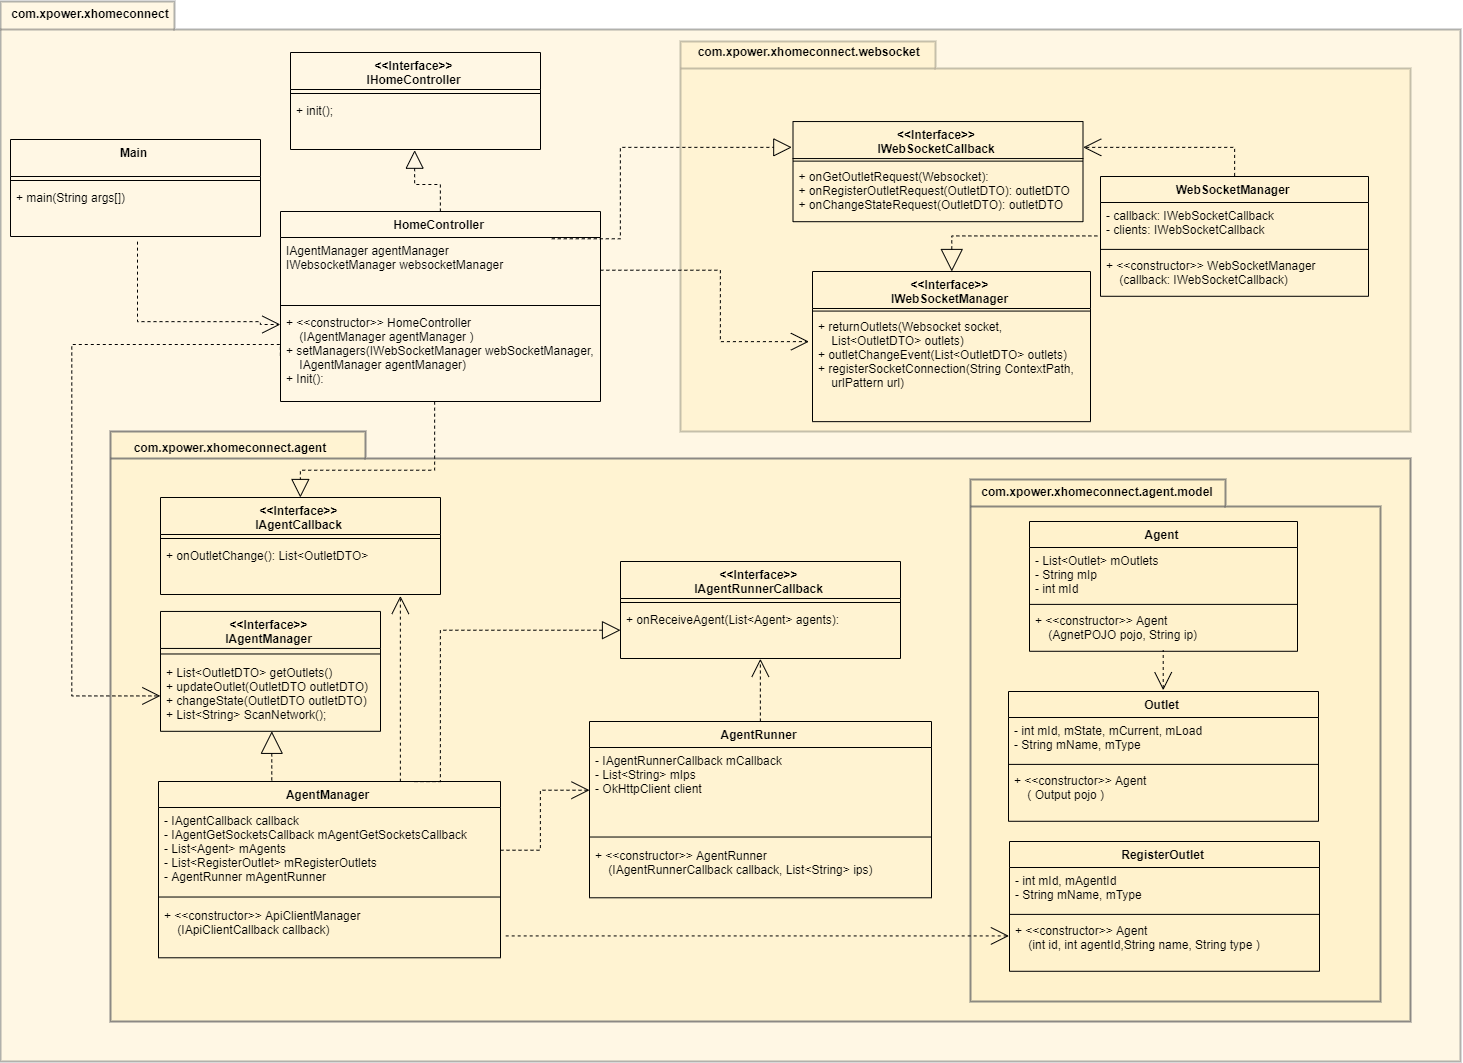 com.xpower.xhomeconnect
<<Interface>>
IHomeController
+ init();
Main
+ main(String args[])
HomeController
IAgentManager agentManager
IWebsocketManager websocketManager
+ <<constructor>> HomeController
(IAgentManager agentManager )
+ setManagers(IWebSocketManager webSocketManager,
IAgentManager agentManager)
+ Init():
com.xpower.xhomeconnect.websocket
<<Interface>>
IWebSocketCallback
+ onGetOutletRequest(Websocket):
+ onRegisterOutletRequest(OutletDTO): outletDTO
+ onChangeStateRequest(OutletDTO): outletDTO
WebSocketManager
- callback: IWebSocketCallback
- clients: IWebSocketCallback
+ <<constructor>> WebSocketManager
(callback: IWebSocketCallback)
<<Interface>>
IWebSocketManager
+ returnOutlets(Websocket socket,
List<OutletDTO> outlets)
+ outletChangeEvent(List<OutletDTO> outlets)
+ registerSocketConnection(String ContextPath,
urlPattern url)
com.xpower.xhomeconnect.agent
<<Interface>>
IAgentCallback
+ onOutletChange(): List<OutletDTO>
<<Interface>>
IAgentManager
+ List<OutletDTO> getOutlets()
+ updateOutlet(OutletDTO outletDTO)
+ changeState(OutletDTO outletDTO)
+ List<String> ScanNetwork();
AgentManager
- IAgentCallback callback
- IAgentGetSocketsCallback mAgentGetSocketsCallback
- List<Agent> mAgents
- List<RegisterOutlet> mRegisterOutlets
- AgentRunner mAgentRunner
+ <<constructor>> ApiClientManager
(IApiClientCallback callback)
<<Interface>>
IAgentRunnerCallback
+ onReceiveAgent(List<Agent> agents):
AgentRunner
- IAgentRunnerCallback mCallback
- List<String> mIps
- OkHttpClient client
+ <<constructor>> AgentRunner
(IAgentRunnerCallback callback, List<String> ips)
com.xpower.xhomeconnect.agent.model
Agent
- List<Outlet> mOutlets
- String mIp
- int mId
+ <<constructor>> Agent
(AgnetPOJO pojo, String ip)
Outlet
- int mId, mState, mCurrent, mLoad
- String mName, mType
+ <<constructor>> Agent
( Output pojo )
RegisterOutlet
- int mId, mAgentId
- String mName, mType
+ <<constructor>> Agent
(int id, int agentId,String name, String type )